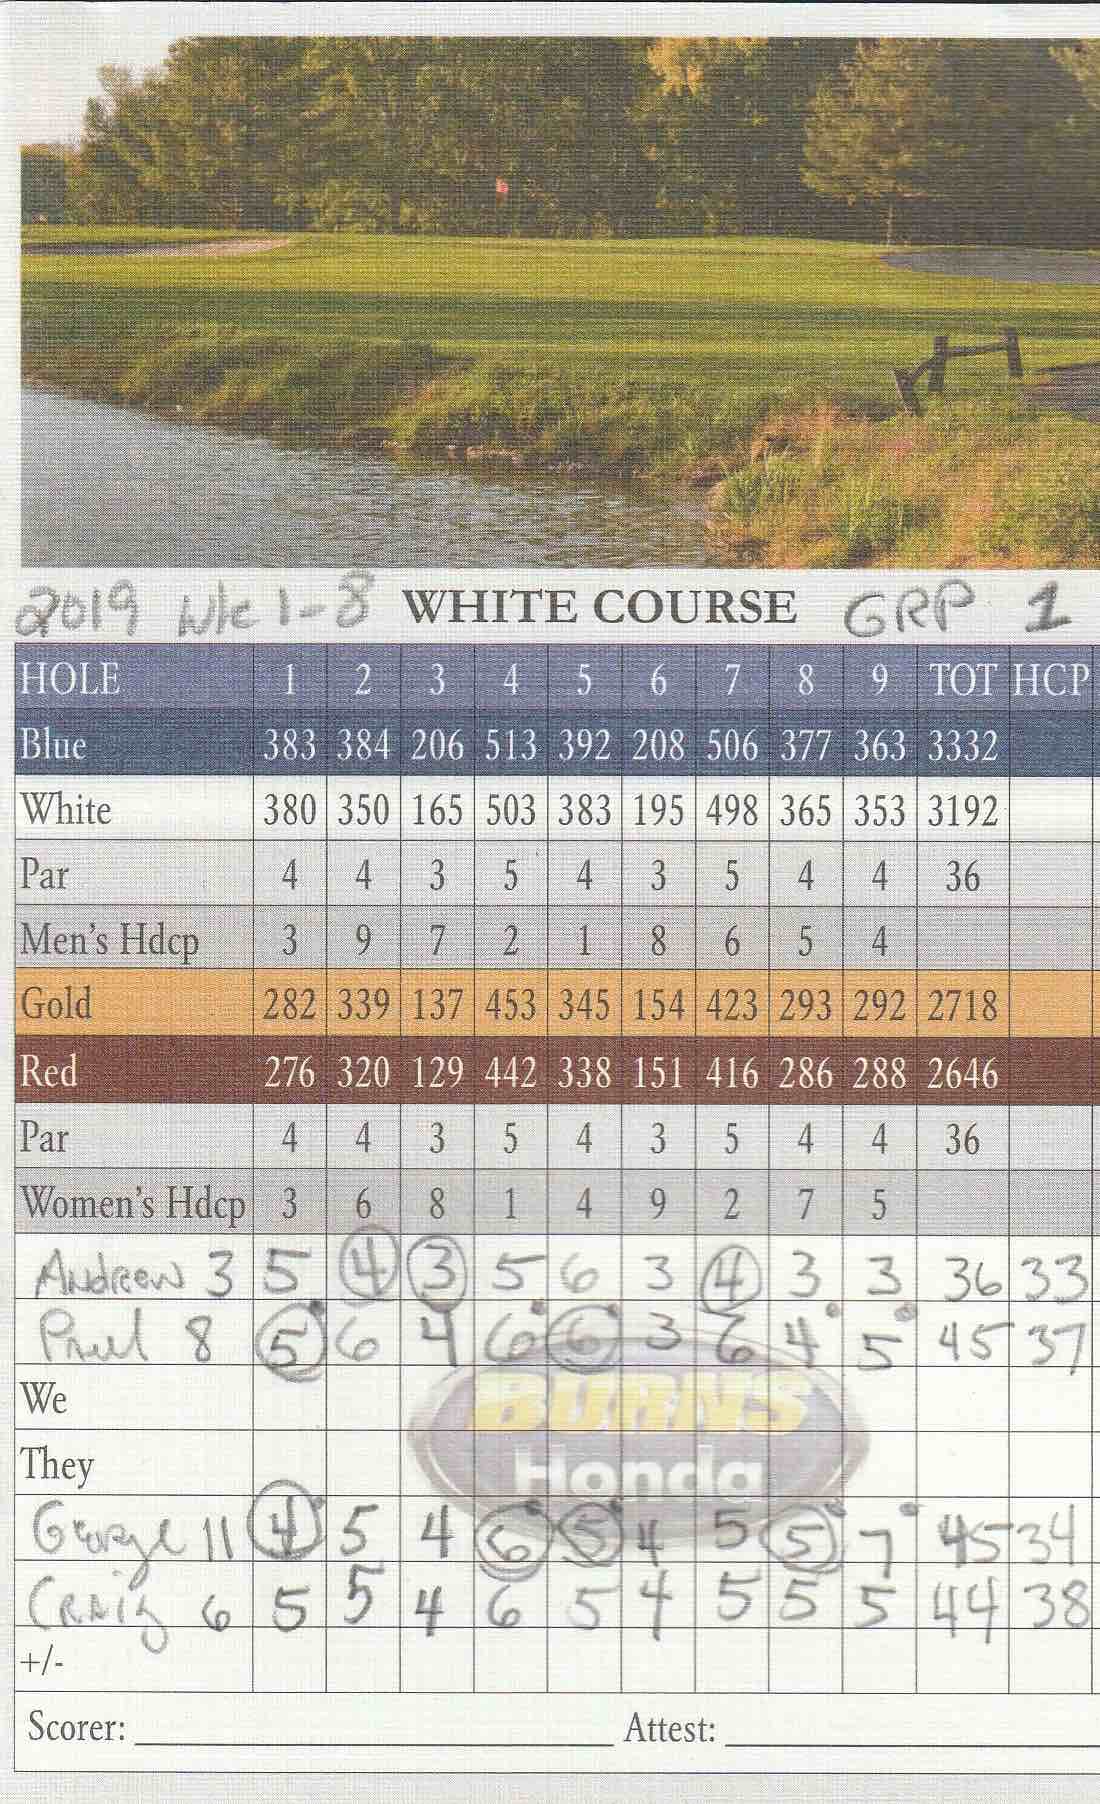 2019 Wk 1-8 WHITE COURSE GRP 1
HOLE 1 2 3 4 5 6 7 8 9 TOT HCP
Blue 383 384 206 513 392 208 506 377 363 3332
White 380 350 165 503 383 195 498 365 353 3192
Par 4 4 3 5 4 3 5 4 4 36
Men's Hdcp 3 9 7 2 1 8 6 5 4
Gold 282 339 137 453 345 154 423 293 292 2718
Red 276 320 129 442 338 151 416 286 288 2646
Par 4 4 3 5 4 3 5 4 4 36
Women's Hdcp 3 6 8 1 4 9 2 7 5
Andrew 3 5 4 3 5 6 3 4 3 3 36 33
8 5 6 4 6 6 3 6 4 5 45 37
We
BURNS
They
Honda
George 11 4 5 4 6 5 4 5 5 7 45 34
Craig 6 5 5 4 6 5 4 5 5 5 44 38
+/-
Scorer: Attest: